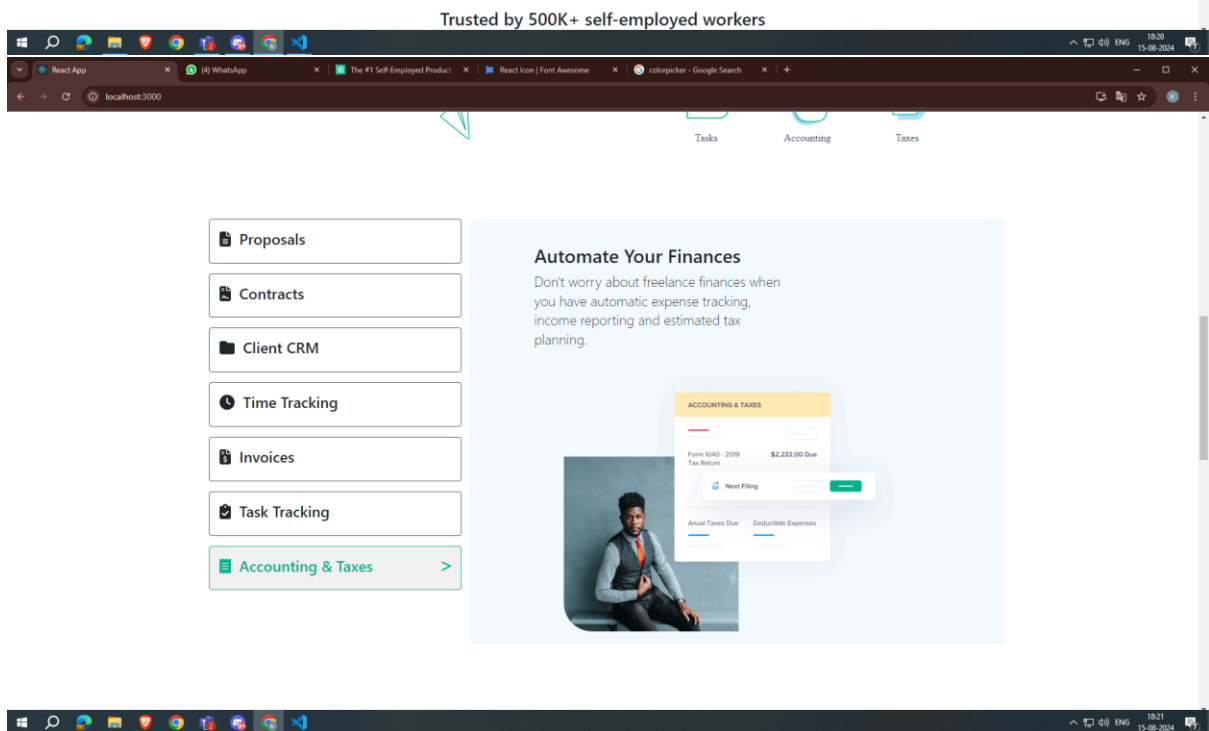 Trusted by 500K+ self-employed workers
18:20
ENG
15-08-2024
React App
(4) WhatsApp
The #1 Self-Employed Product
React Icon | Font Awesome
colorpicker - Google Search
localhost:3000
Tasks Accounting Taxes
Proposals
Contracts
Client CRM
Time Tracking
Invoices
Task Tracking
Accounting & Taxes >
Automate Your Finances
Don't worry about freelance finances when
you have automatic expense tracking,
income reporting and estimated tax
planning.
ACCOUNTING & TAXES
Form 1040 - 2019 $2,232,00 Due
Tax Return
Next Filing
Anual Taxes Due Deductible Expenses
18:21
ENG
15-08-2024